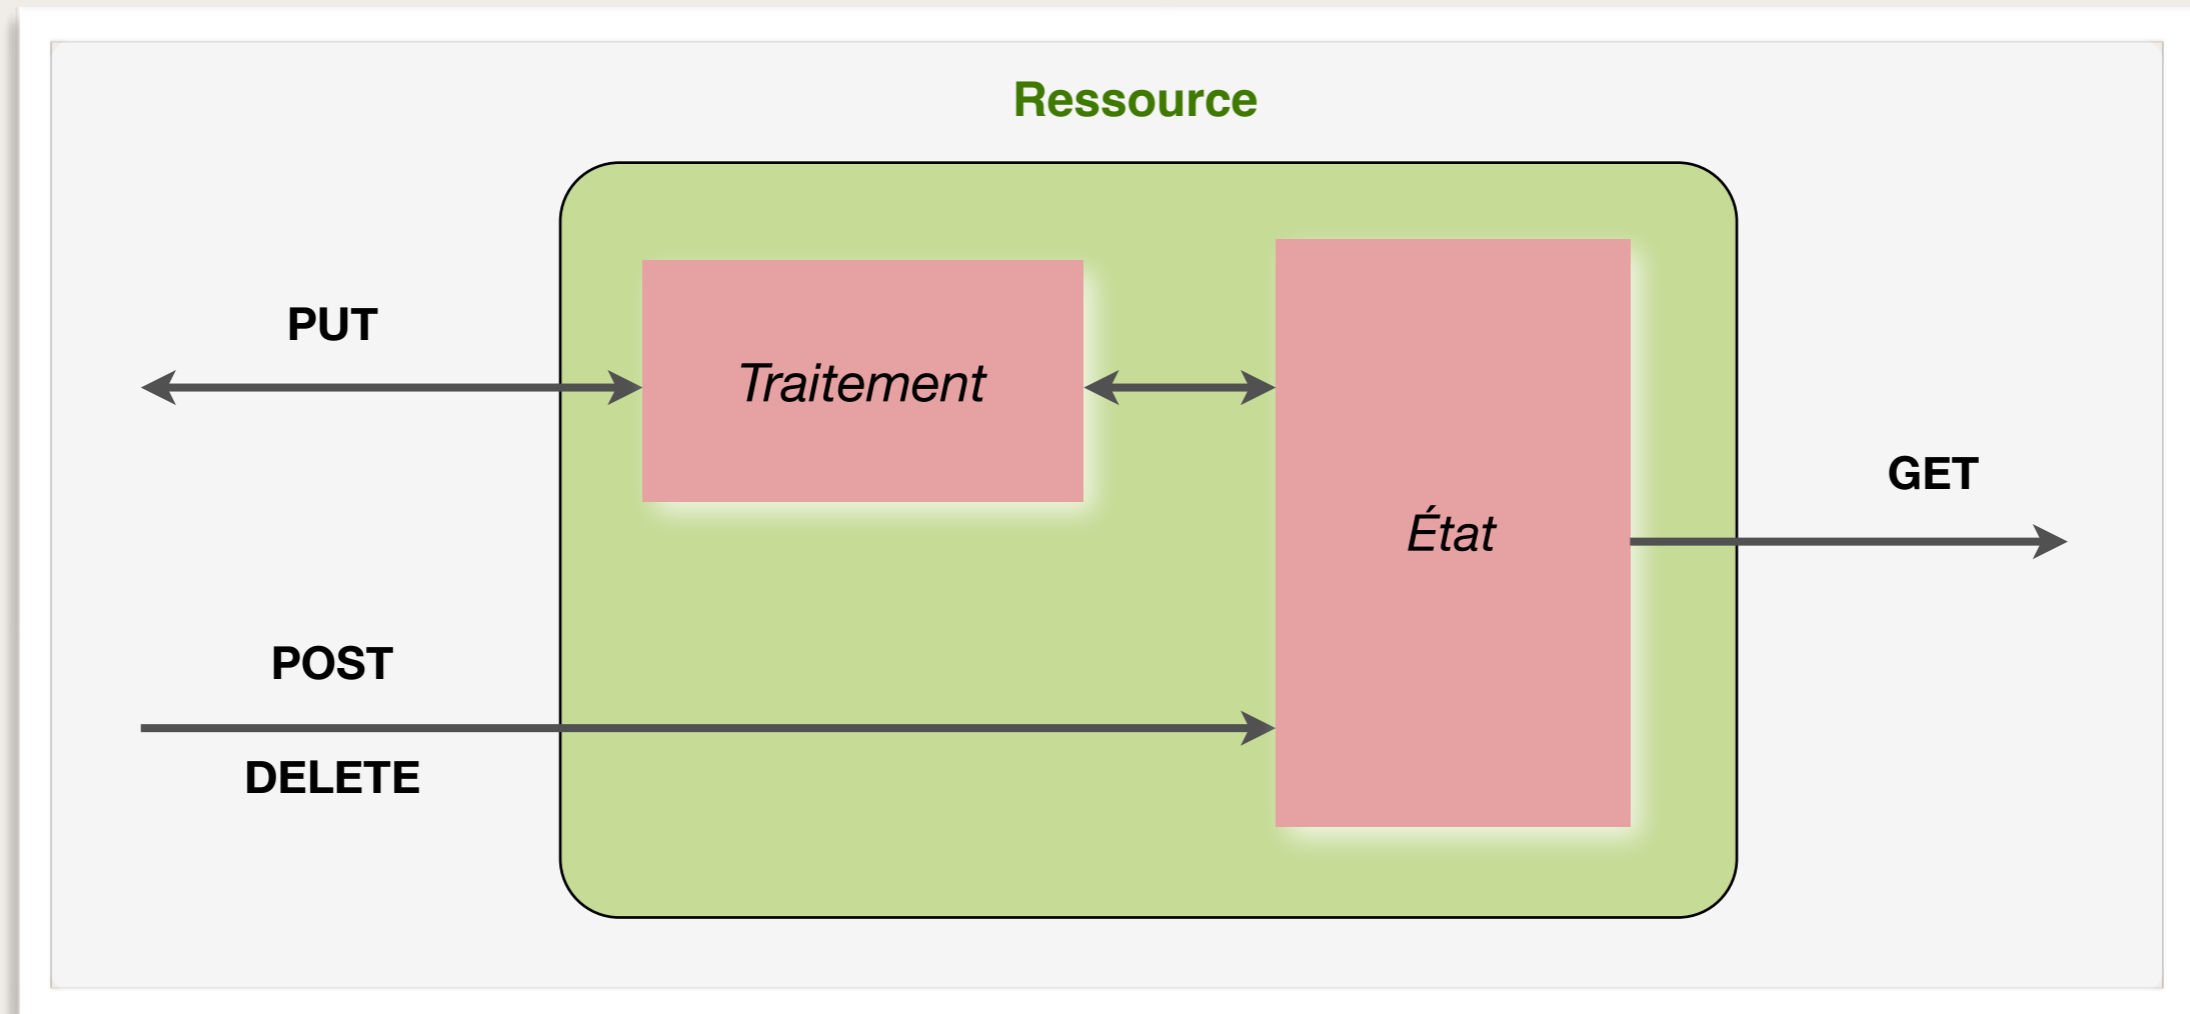 Ressource
PUT
Traitement
État
GET
POST
DELETE